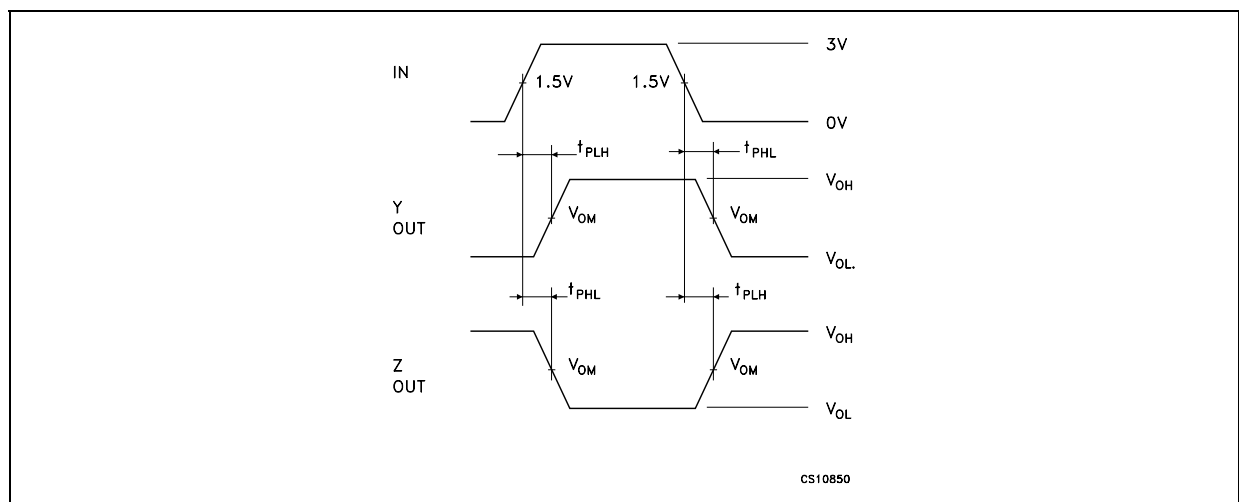 3V
IN
1.5V
1.5V
0V
tPLH
tPHL
VOH
Y
OUT
VOM
VOM
VOL.
tPHL
tPLH
VOH
Z
OUT
VOM
VOM
VOL
CS10850